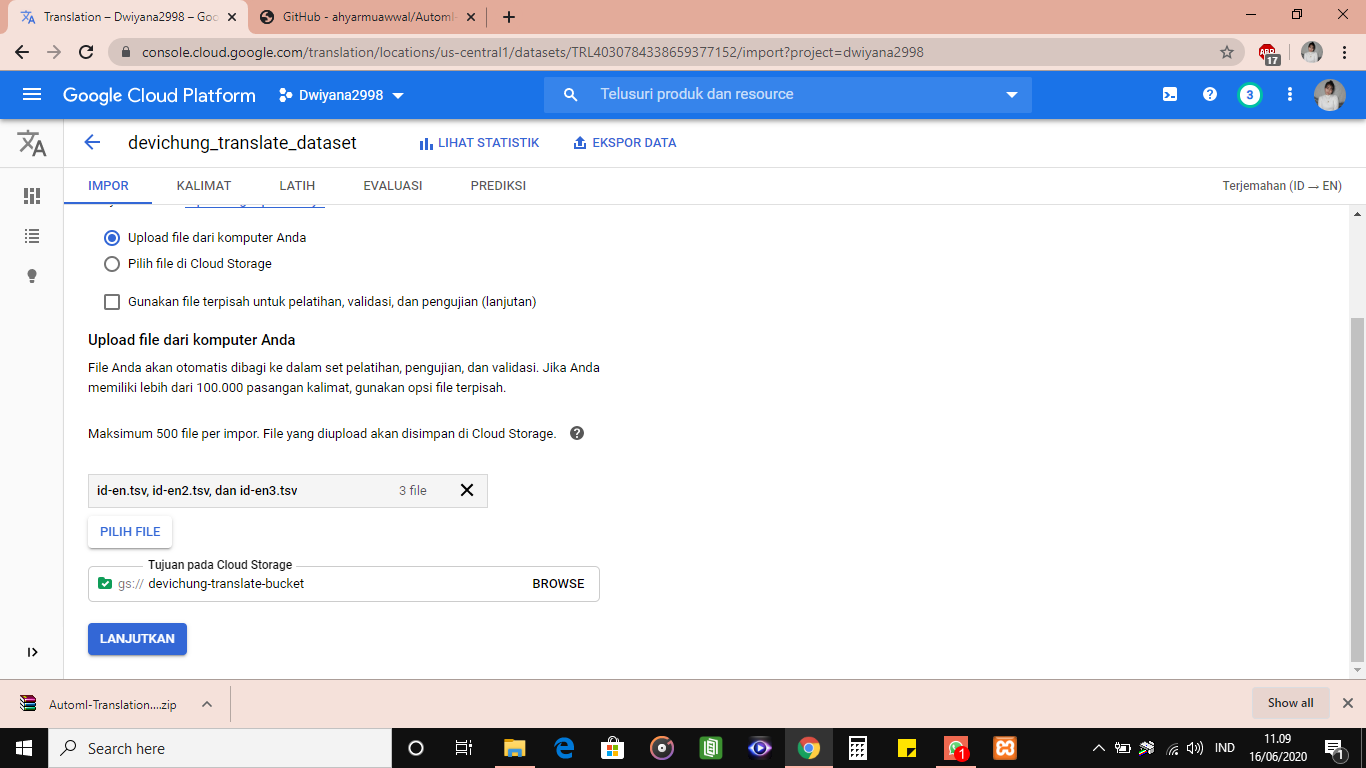 Translation – Dwiyana2998 – Goo
GitHub - ahyarmuawwal/Automl-
console.cloud.google.com/translation/locations/us-central1/datasets/TRL4030784338659377152/import?project=dwiyana2998
17
Google Cloud Platform
Dwiyana2998
Telusuri produk dan resource
3
devichung_translate_dataset
LIHAT STATISTIK
EKSPOR DATA
IMPOR
KALIMAT
LATIH
EVALUASI
PREDIKSI
Terjemahan (ID → EN)
Upload file dari komputer Anda
Pilih file di Cloud Storage
Gunakan file terpisah untuk pelatihan, validasi, dan pengujian (lanjutan)
Upload file dari komputer Anda
File Anda akan otomatis dibagi ke dalam set pelatihan, pengujian, dan validasi. Jika Anda
memiliki lebih dari 100.000 pasangan kalimat, gunakan opsi file terpisah.
Maksimum 500 file per impor. File yang diupload akan disimpan di Cloud Storage.
id-en.tsv, id-en2.tsv, dan id-en3.tsv
3 file
PILIH FILE
Tujuan pada Cloud Storage
gs:// devichung-translate-bucket
BROWSE
LANJUTKAN
Automl-Translation....zip
Show all
Search here
1
IND
11.09
16/06/2020
1